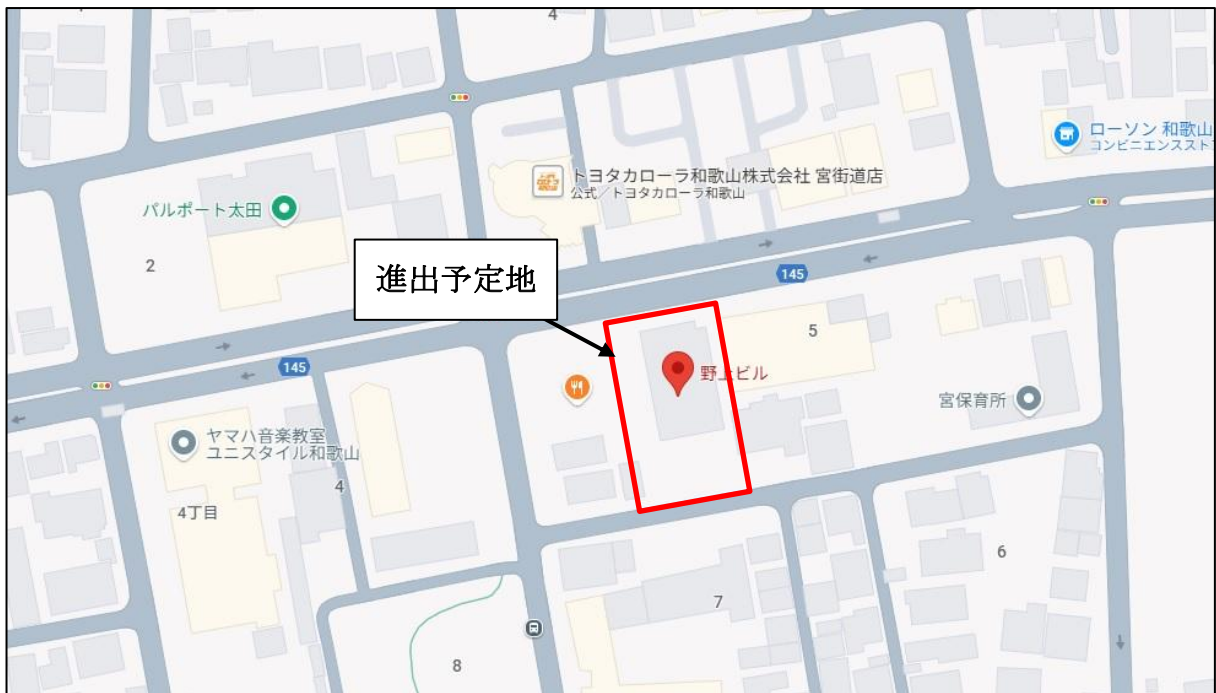 4
ローソン 和歌山
コンビニエンススト
トヨタカローラ和歌山株式会社 宮街道店
公式／トヨタカローラ和歌山
パルポート太田
2
進出予定地
145
5
145
野上ビル
宮保育所
ヤマハ音楽教室
ユニスタイル和歌山
4
4丁目
6
7
8